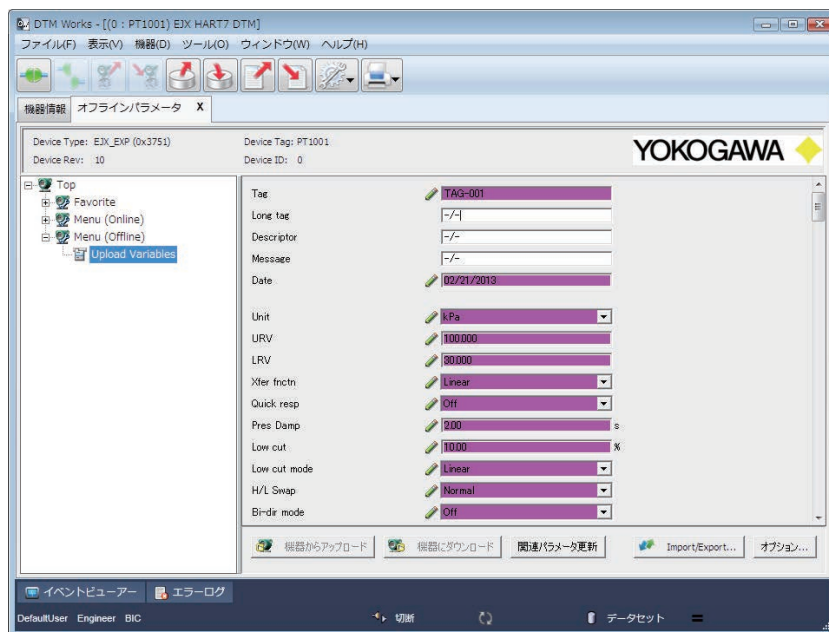 DTM Works - [(0 : PT1001) EJX HART7 DTM]
ファイル(F) 表示(V) 機器(D) ツール(O) ウィンドウ(W) ヘルプ(H)
機器情報 オフラインパラメータ X
Device Type: EJX_EXP (0x3751) Device Tag: PT1001
Device Rev: 10 Device ID: 0
YOKOGAWA
Top
Favorite
Menu (Online)
Menu (Offline)
Upload Variables
Tag TAG-001
Long tag -/-
Descriptor -/-
Message -/-
Date 02/21/2013
Unit kPa
URV 100.000
LRV 80.000
Xfer fnctn Linear
Quick resp Off
Pres Damp 2.00 s
Low cut 10.00 %
Low cut mode Linear
H/L Swap Normal
Bi-dir mode Off
機器からアップロード 機器にダウンロード 関連パラメータ更新 Import/Export... オプション...
イベントビューアー エラーログ
DefaultUser Engineer BIC 切断 データセット